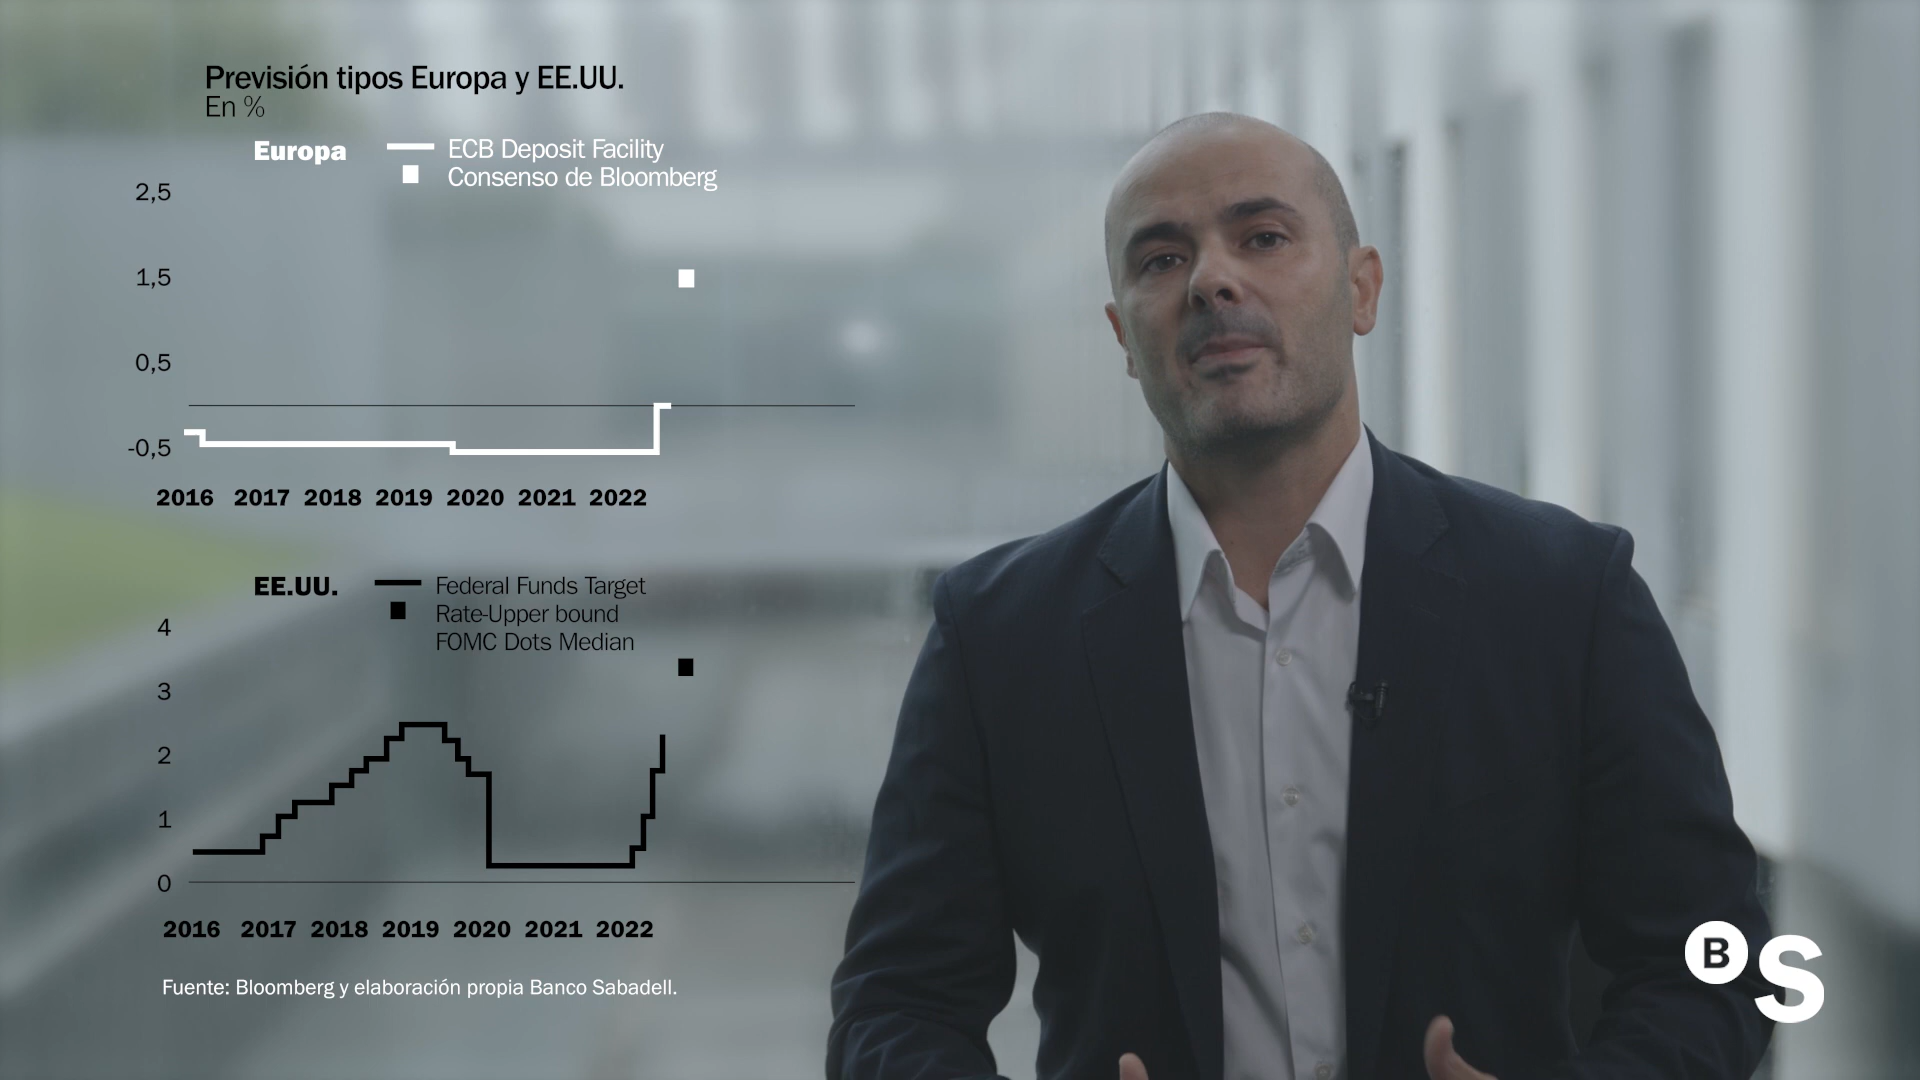 Previsión tipos Europa y EE.UU.
En %
Europa
ECB Deposit Facility
Consenso de Bloomberg
2,5
1,5
0,5
-0,5
2016 2017 2018 2019 2020 2021 2022
EE.UU.
Federal Funds Target
Rate-Upper bound
FOMC Dots Median
4
3
2
1
0
2016 2017 2018 2019 2020 2021 2022
Fuente: Bloomberg y elaboración propia Banco Sabadell.
B S